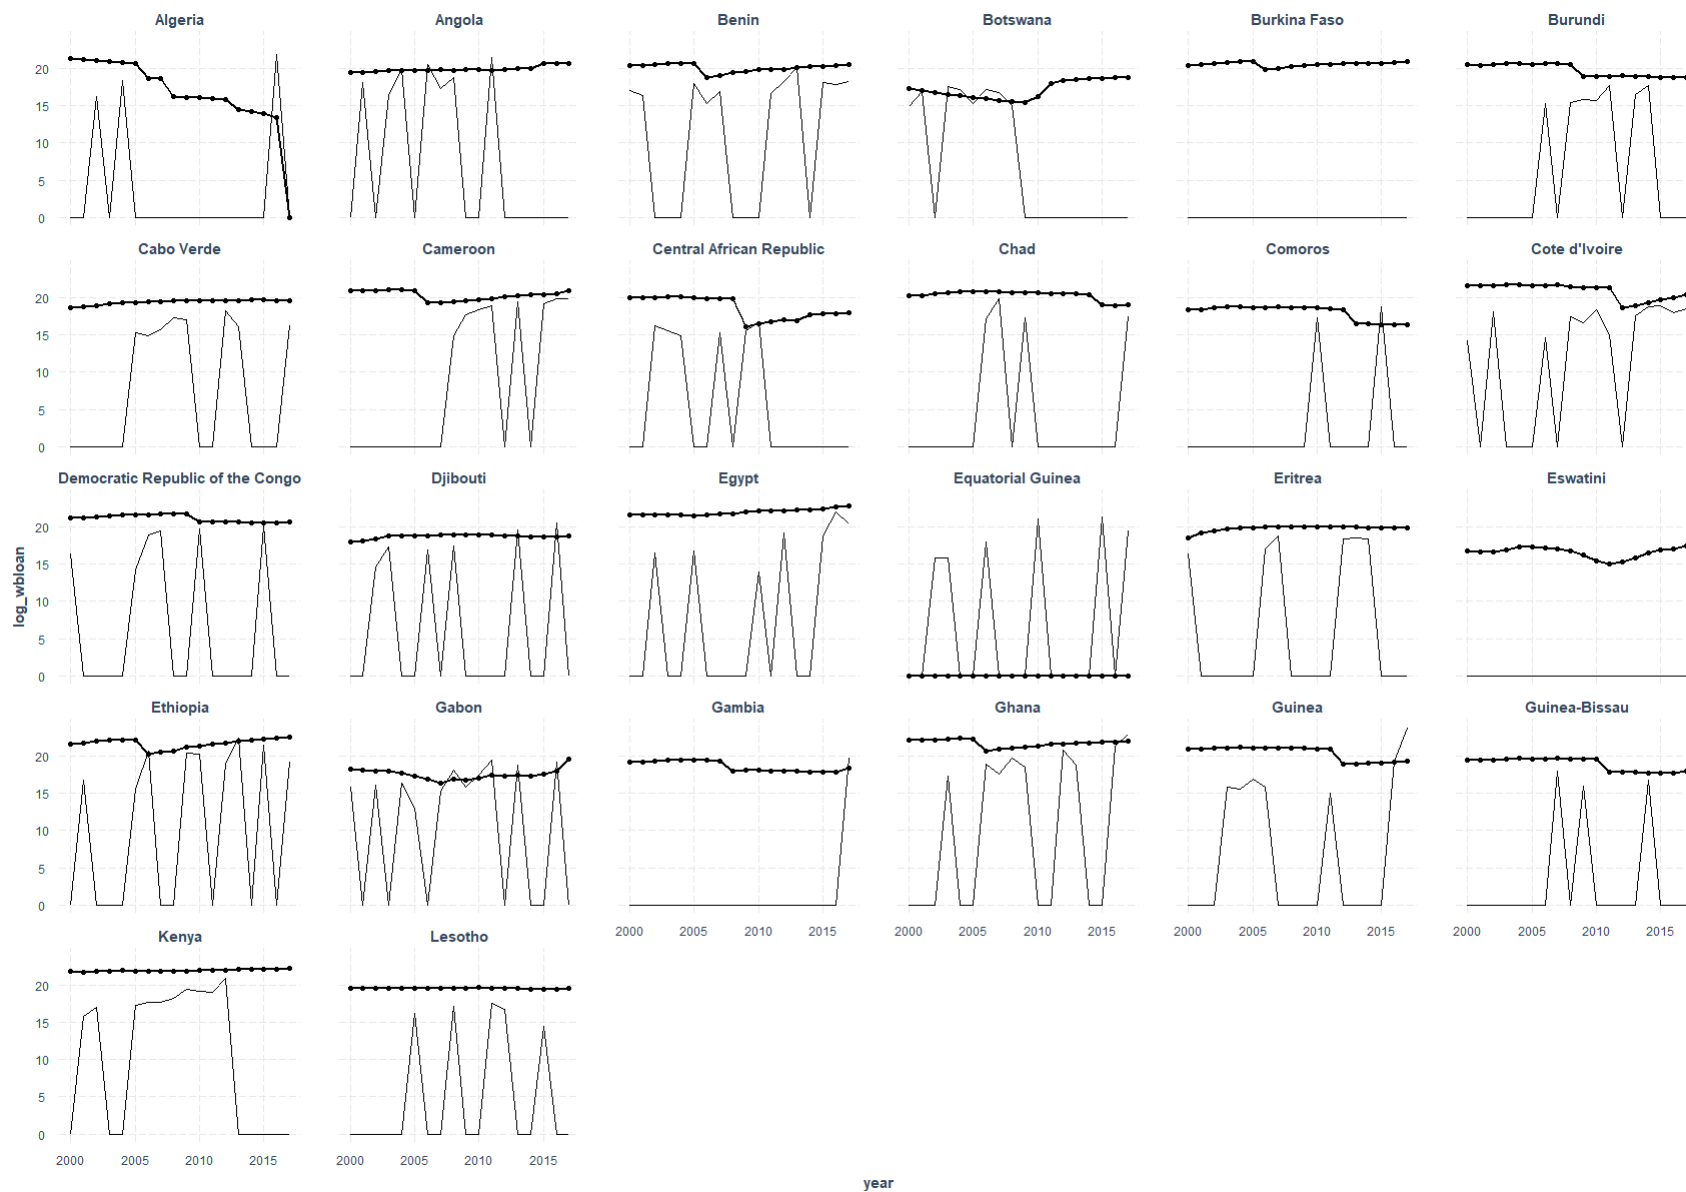 Algeria Angola Benin Botswana Burkina Faso Burundi
20
15
10
5
0
Cabo Verde Cameroon Central African Republic Chad Comoros Cote d'Ivoire
20
15
10
5
0
Democratic Republic of the Congo Djibouti Egypt Equatorial Guinea Eritrea Eswatini
20
15
10
5
0
log_wbloan
Ethiopia Gabon Gambia Ghana Guinea Guinea-Bissau
20
15
10
5
0
2000 2005 2010 2015 2000 2005 2010 2015 2000 2005 2010 2015 2000 2005 2010 2015
Kenya Lesotho
20
15
10
5
0
2000 2005 2010 2015 2000 2005 2010 2015
year